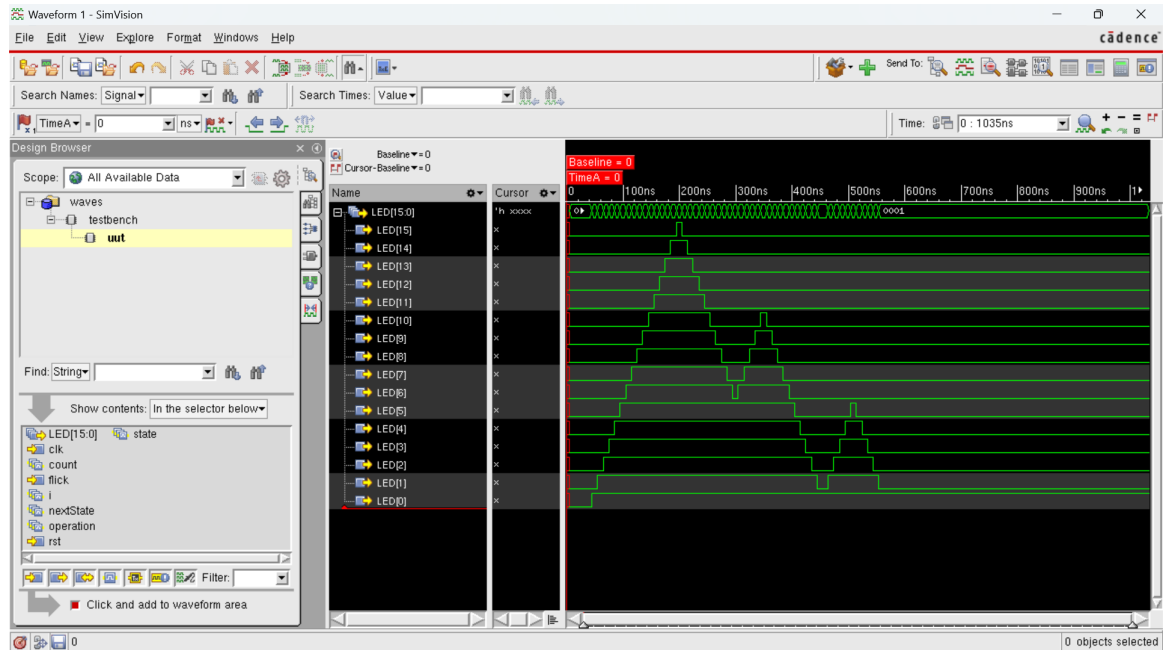 Waveform 1 - SimVision
File Edit View Explore Format Windows Help
cādence
Send To:
Search Names: Signal
Search Times: Value
TimeA = 0 ns
Time: 0 : 1035ns
Design Browser
Baseline = 0
Cursor-Baseline = 0
Scope: All Available Data
waves
testbench
uut
Baseline = 0
TimeA = 0
Name Cursor
0 100ns 200ns 300ns 400ns 500ns 600ns 700ns 800ns 900ns 1
LED[15:0] 'h xxxx 0 0001
LED[15] x
LED[14] x
LED[13] x
LED[12] x
LED[11] x
LED[10] x
LED[9] x
LED[8] x
LED[7] x
LED[6] x
LED[5] x
LED[4] x
LED[3] x
LED[2] x
LED[1] x
LED[0] x
Find: String
Show contents: In the selector below
LED[15:0] state
clk
count
flick
i
nextState
operation
rst
Filter:
Click and add to waveform area
0
0 objects selected